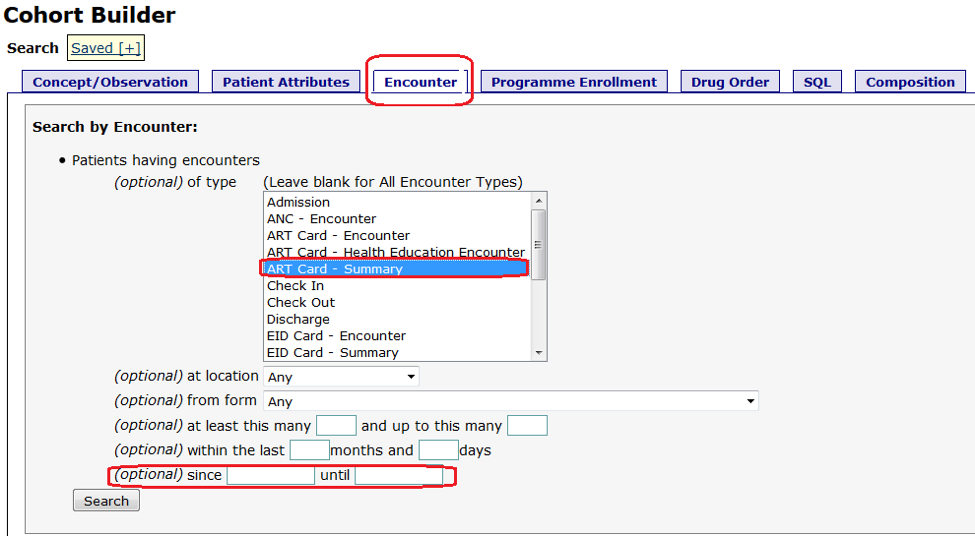 Cohort Builder
Search Saved [+]
Concept/Observation Patient Attributes Encounter Programme Enrollment Drug Order SQL Composition
Search by Encounter:
• Patients having encounters
(optional) of type (Leave blank for All Encounter Types)
Admission
ANC - Encounter
ART Card - Encounter
ART Card - Health Education Encounter
ART Card - Summary
Check In
Check Out
Discharge
EID Card - Encounter
EID Card - Summary
(optional) at location Any
(optional) from form Any
(optional) at least this many and up to this many
(optional) within the last months and days
(optional) since until
Search